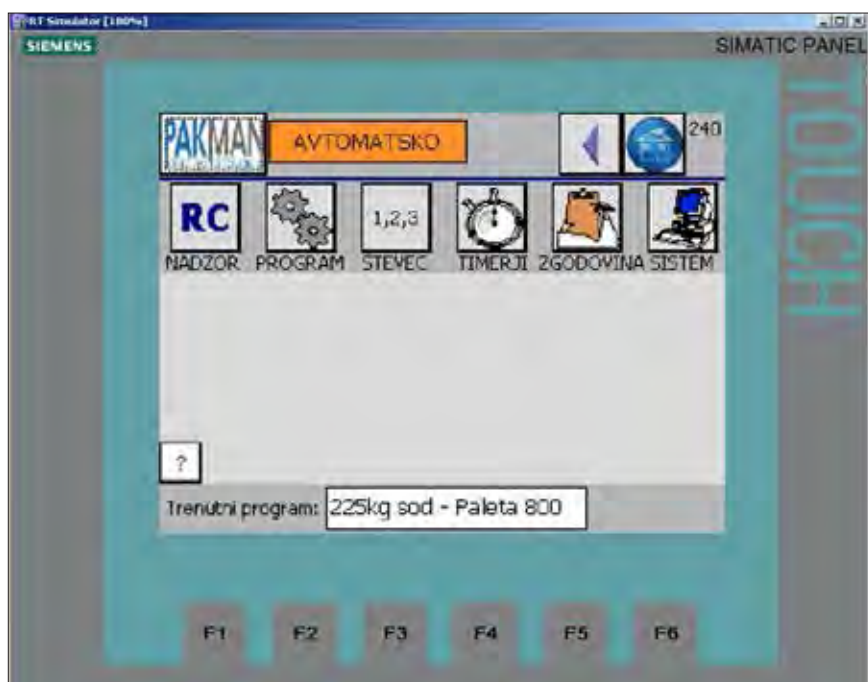 RT Simulator [100%]
SIEMENS
SIMATIC PANEL
TOUCH
PAKMAN
AVTOMATSKO
240
RC
1,2,3
NADZOR PROGRAM STEVEC TIMERJI ZGODOVINA SISTEM
?
Trenutni program: 225kg sod - Paleta 800
F1 F2 F3 F4 F5 F6